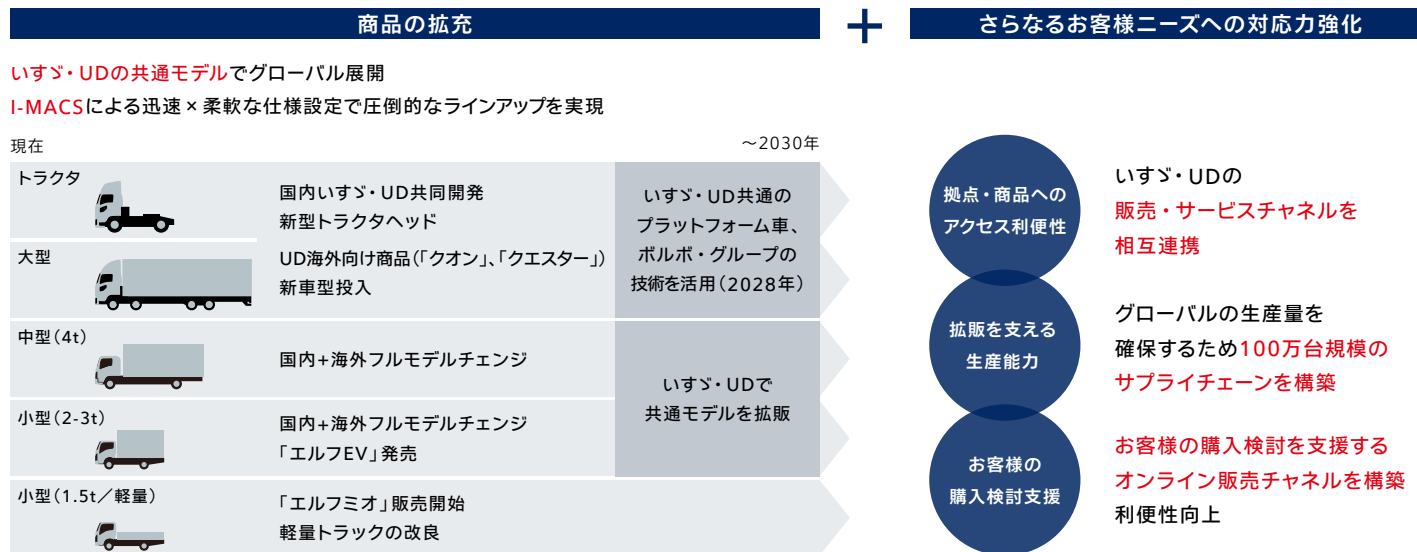 商品の拡充
いすゞ・UDの共通モデルでグローバル展開
I-MACSによる迅速×柔軟な仕様設定で圧倒的なラインアップを実現
現在
～2030年
トラクタ
国内いすゞ・UD共同開発
新型トラクタヘッド
大型
UD海外向け商品(「クオン」、「クエスター」)
新車型投入
いすゞ・UD共通の
プラットフォーム車、
ボルボ・グループの
技術を活用(2028年)
中型(4t)
国内+海外フルモデルチェンジ
小型(2-3t)
国内+海外フルモデルチェンジ
「エルフEV」発売
いすゞ・UDで
共通モデルを拡販
小型(1.5t/軽量)
「エルフミオ」販売開始
軽量トラックの改良
+
さらなるお客様ニーズへの対応力強化
拠点・商品への
アクセス利便性
いすゞ・UDの
販売・サービスチャネルを
相互連携
拡販を支える
生産能力
グローバルの生産量を
確保するため100万台規模の
サプライチェーンを構築
お客様の
購入検討支援
お客様の購入検討を支援する
オンライン販売チャネルを構築
利便性向上